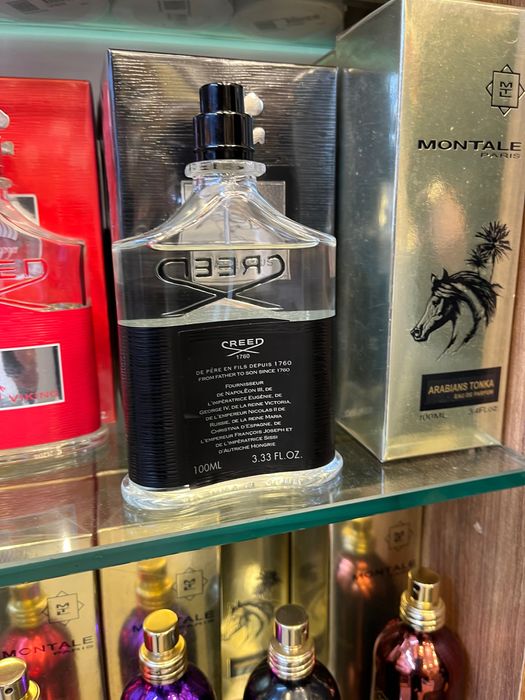 CREED
CREED
1760
DE PÈRE EN FILS DEPUIS 1760
FROM FATHER TO SON SINCE 1760
FOURNISSEUR
DE NAPOLÉON III, DE
L'IMPÉRATRICE EUGÉNIE, DE
GEORGE IV, DE LA REINE VICTORIA,
DE L'EMPEREUR NICOLAS II DE
RUSSIE, DE LA REINE MARIA
CHRISTINA D'ESPAGNE, DE
L'EMPEREUR FRANÇOIS JOSEPH ET
DE L'IMPÉRATRICE SISSI
D'AUTRICHE HONGRIE
100ML 3.33 FL.OZ.
MONTALE
PARIS
ARABIANS TONKA
EAU DE PARFUM
100ML 3.4FL.OZ
VIKING
MONTALE
MONTALE
MONTALE